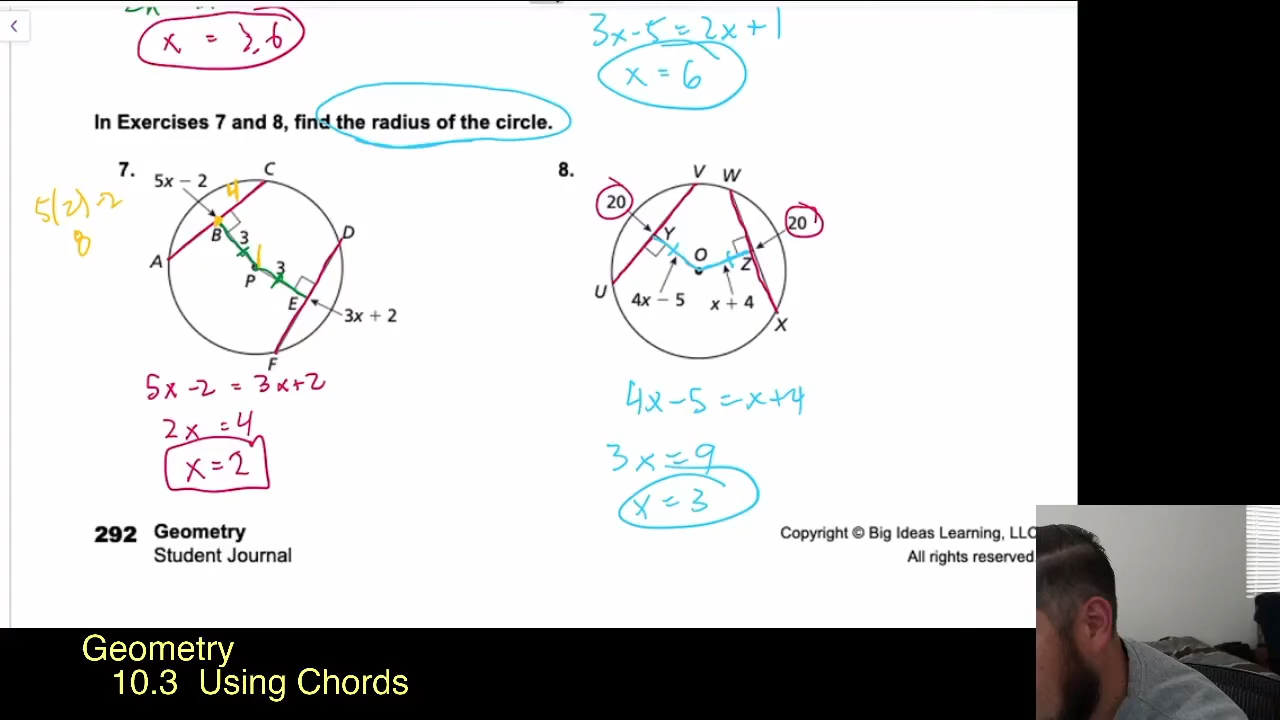 x = 3.6
3x-5=2x+1
x = 6
In Exercises 7 and 8, find the radius of the circle.
7.
5x − 2
4
C
5(2)-2
8
B
3
D
A
P
3
E
3x + 2
F
5x -2 = 3x+2
2x = 4
x=2
8.
V W
20
Y
20
O
Z
U
4x − 5
x + 4
X
4x-5=x+4
3x=9
x = 3
292 Geometry
Student Journal
Copyright © Big Ideas Learning, LLC
All rights reserved
Geometry
10.3 Using Chords